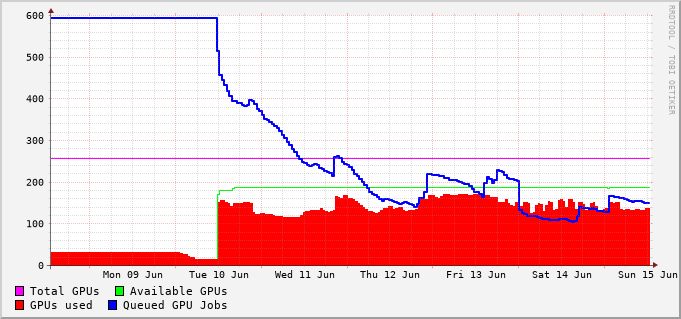 600
500
400
300
200
100
0
Mon 09 Jun Tue 10 Jun Wed 11 Jun Thu 12 Jun Fri 13 Jun Sat 14 Jun Sun 15 Jun
Total GPUs Available GPUs
GPUs used Queued GPU Jobs
RRDTOOL / TOBI OETIKER